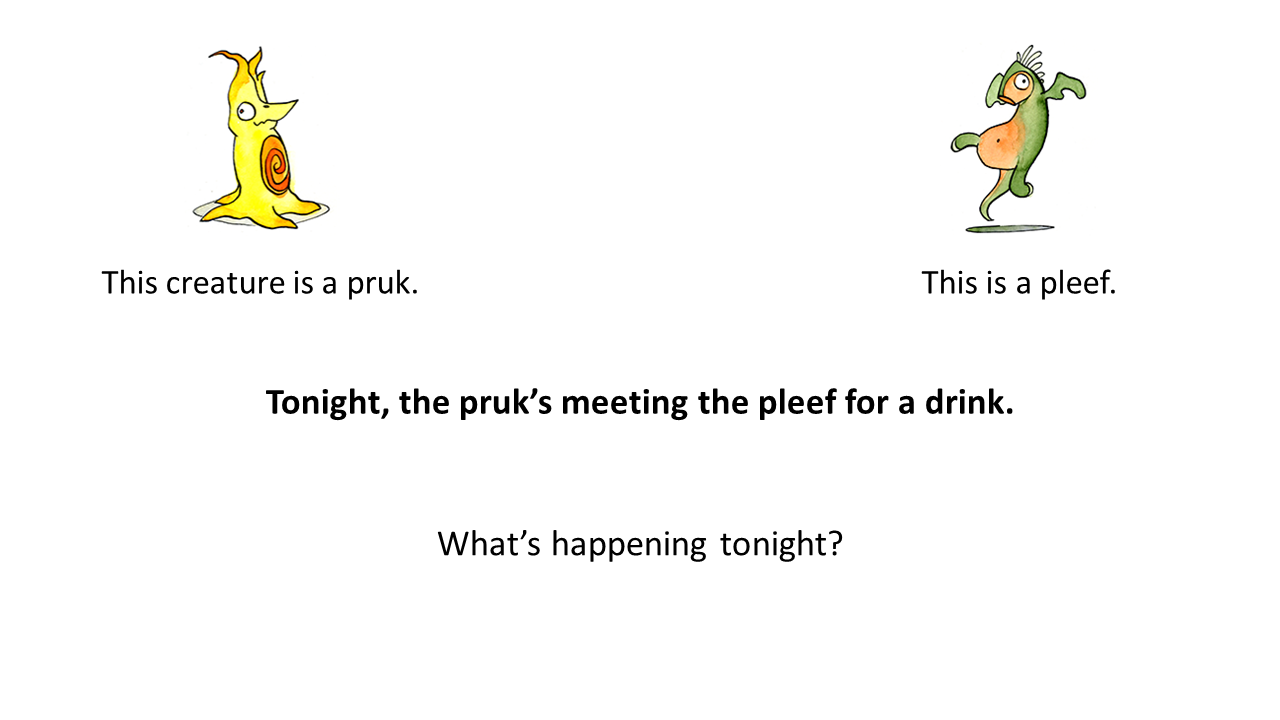 This creature is a pruk.
This is a pleef.
Tonight, the pruk’s meeting the pleef for a drink.
What’s happening tonight?